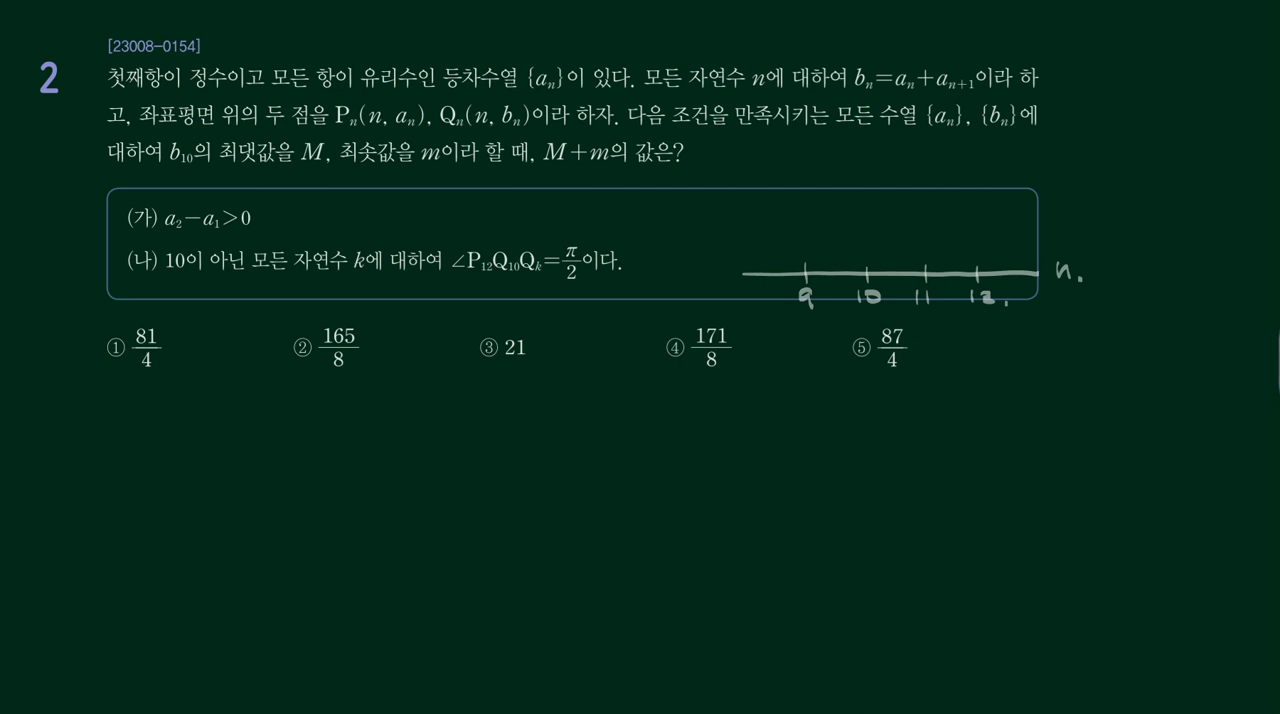 [23008-0154]
2
첫째항이 정수이고 모든 항이 유리수인 등차수열 {aₙ}이 있다. 모든 자연수 n에 대하여 bₙ=aₙ+aₙ₊₁이라 하
고, 좌표평면 위의 두 점을 Pₙ(n, aₙ), Qₙ(n, bₙ)이라 하자. 다음 조건을 만족시키는 모든 수열 {aₙ}, {bₙ}에
대하여 b₁₀의 최댓값을 M, 최솟값을 m이라 할 때, M+m의 값은?
(가) a₂-a₁>0
(나) 10이 아닌 모든 자연수 k에 대하여 ∠P₁₂Q₁₀Qₖ=π/2이다.
n.
9 10 11 12.
① 81/4 ② 165/8 ③ 21 ④ 171/8 ⑤ 87/4